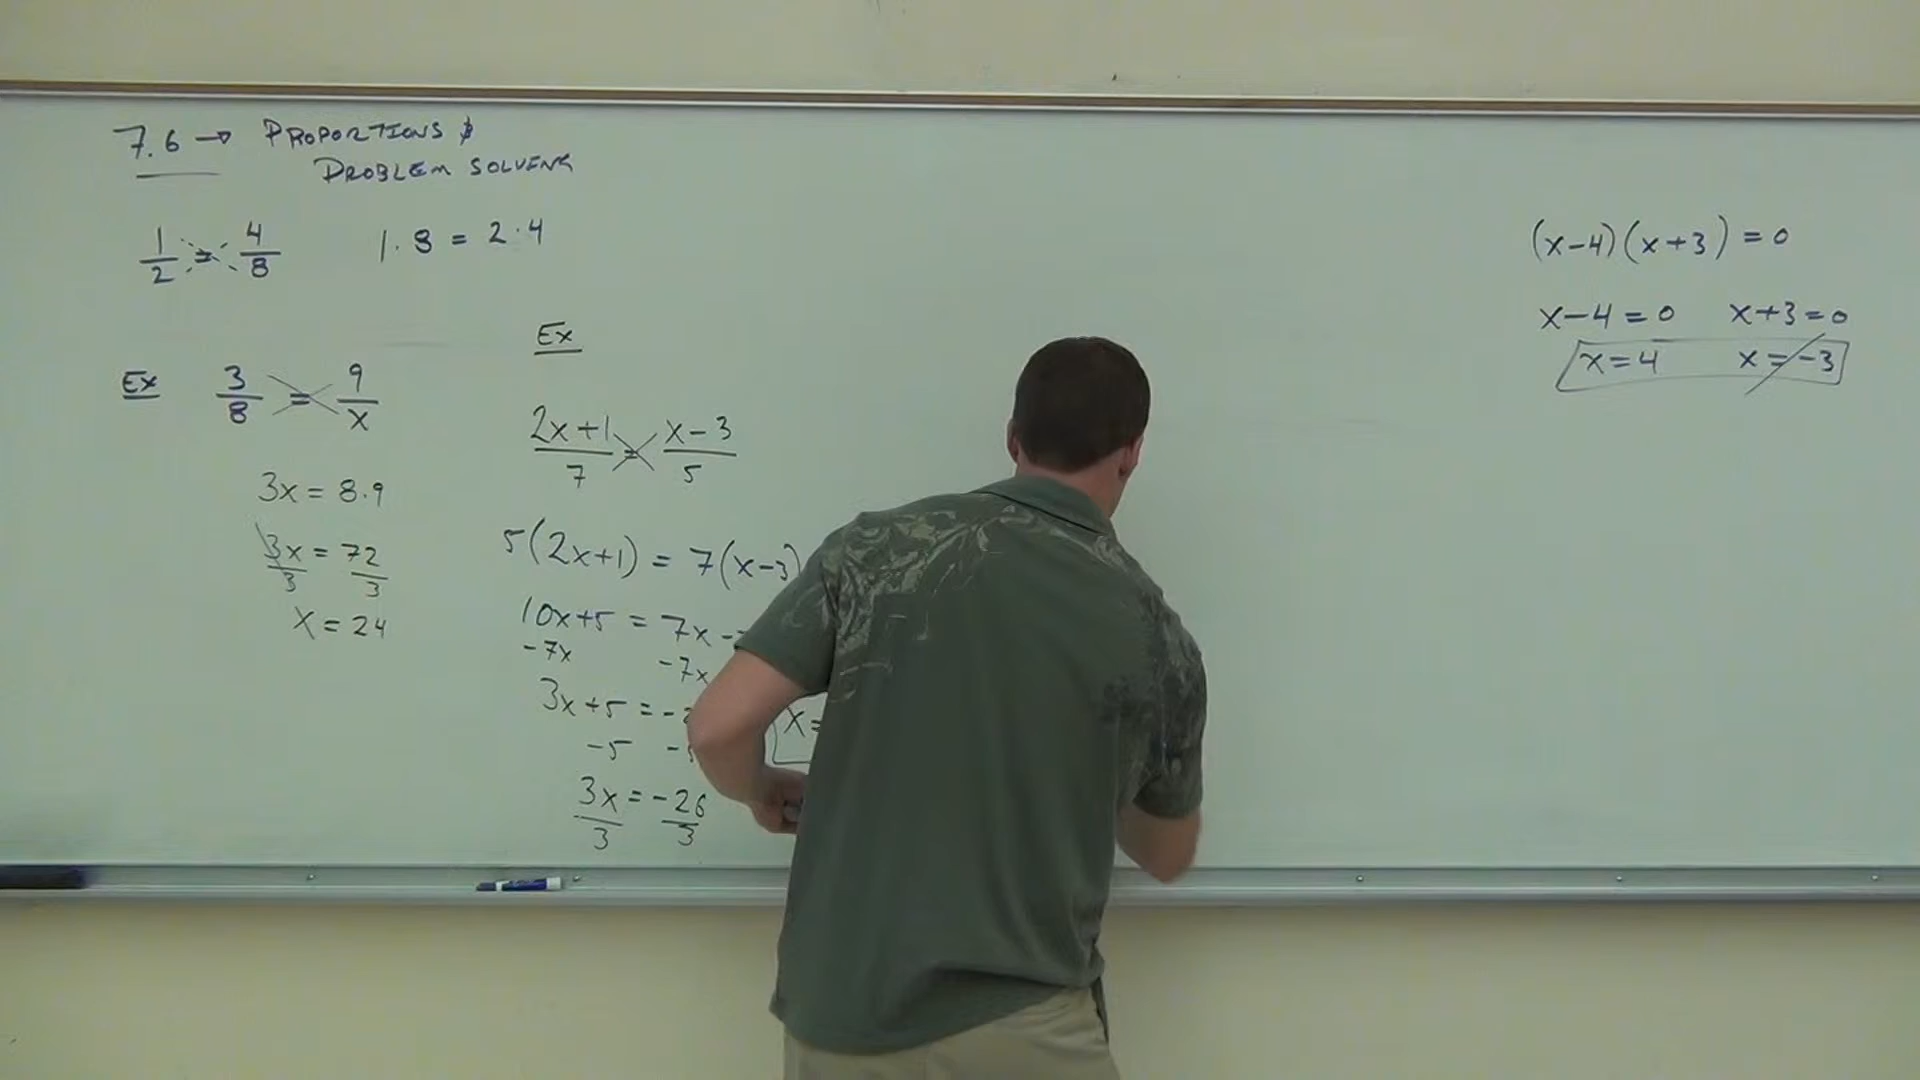 7.6 → PROPORTIONS &
PROBLEM SOLVING
1/2 = 4/8
1·8 = 2·4
Ex
3/8 = 9/x
3x = 8·9
3x/3 = 72/3
x = 24
Ex
(2x+1)/7 = (x-3)/5
5(2x+1) = 7(x-3)
10x+5 = 7x -
-7x -7x
3x+5 = -
-5 -
3x/3 = -26/3
x =
(x-4)(x+3) = 0
x-4=0 x+3=0
x=4 x=-3